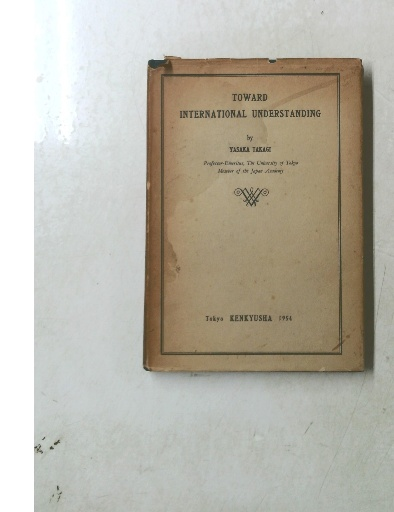 TOWARD
INTERNATIONAL UNDERSTANDING
by
YASAKA TAKAGI
Professor-Emeritus, The University of Tokyo
Member of the Japan Academy
Tokyo KENKYUSHA 1954